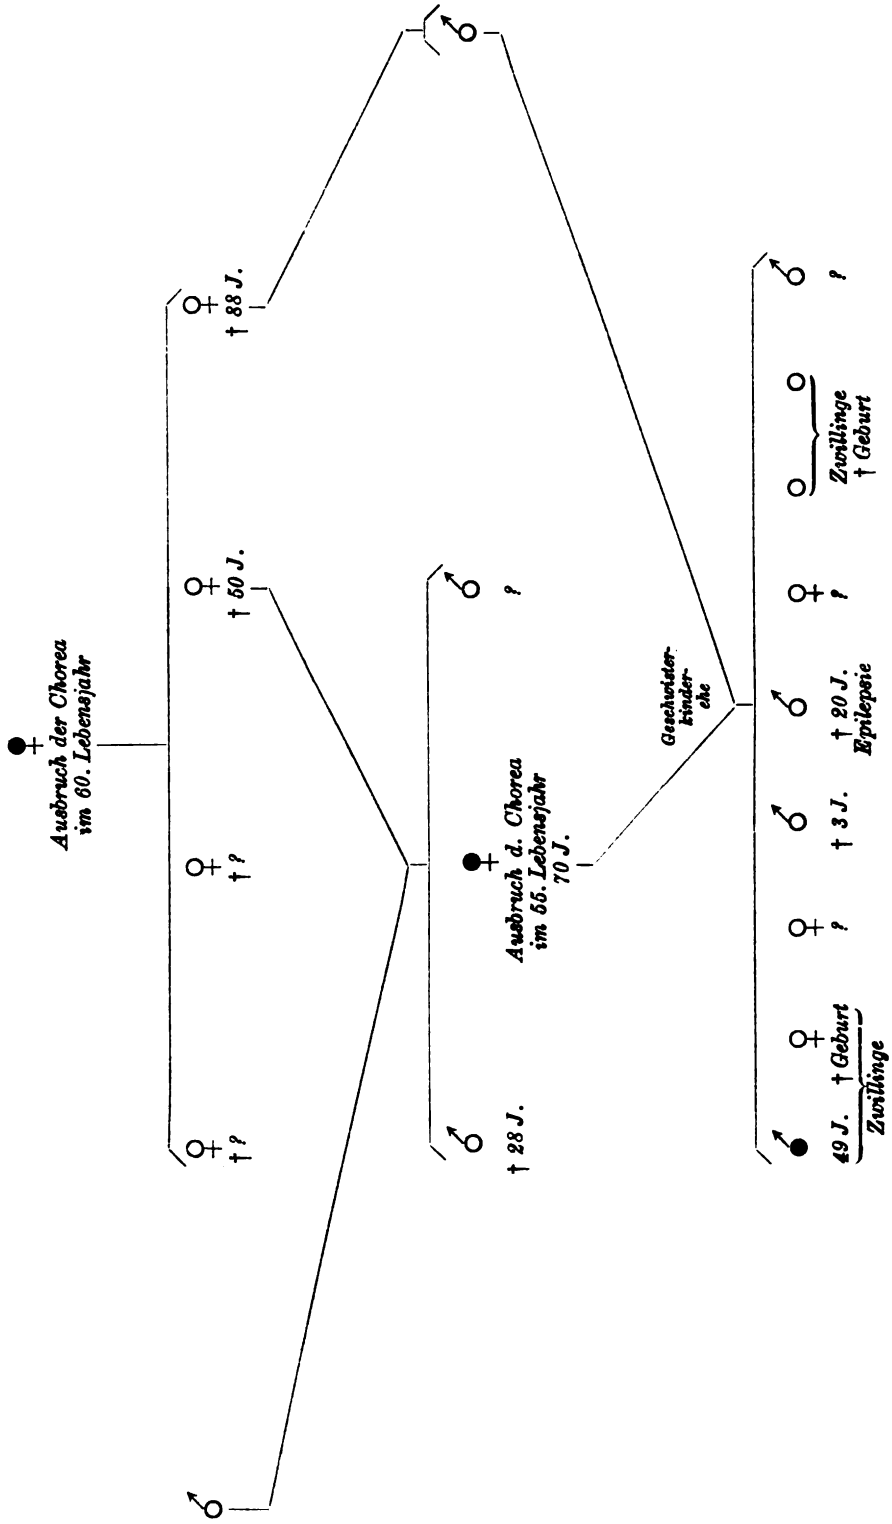 Ausbruch der Chorea
im 60. Lebensjahr
† ?
† ?
† 50 J.
† 88 J.
† 28 J.
Ausbruch d. Chorea
im 55. Lebensjahr
70 J.
?
Geschwister-
kinder-
ehe
49 J.
† Geburt
Zwillinge
?
† 3 J.
† 20 J.
Epilepsie
?
Zwillinge
† Geburt
?